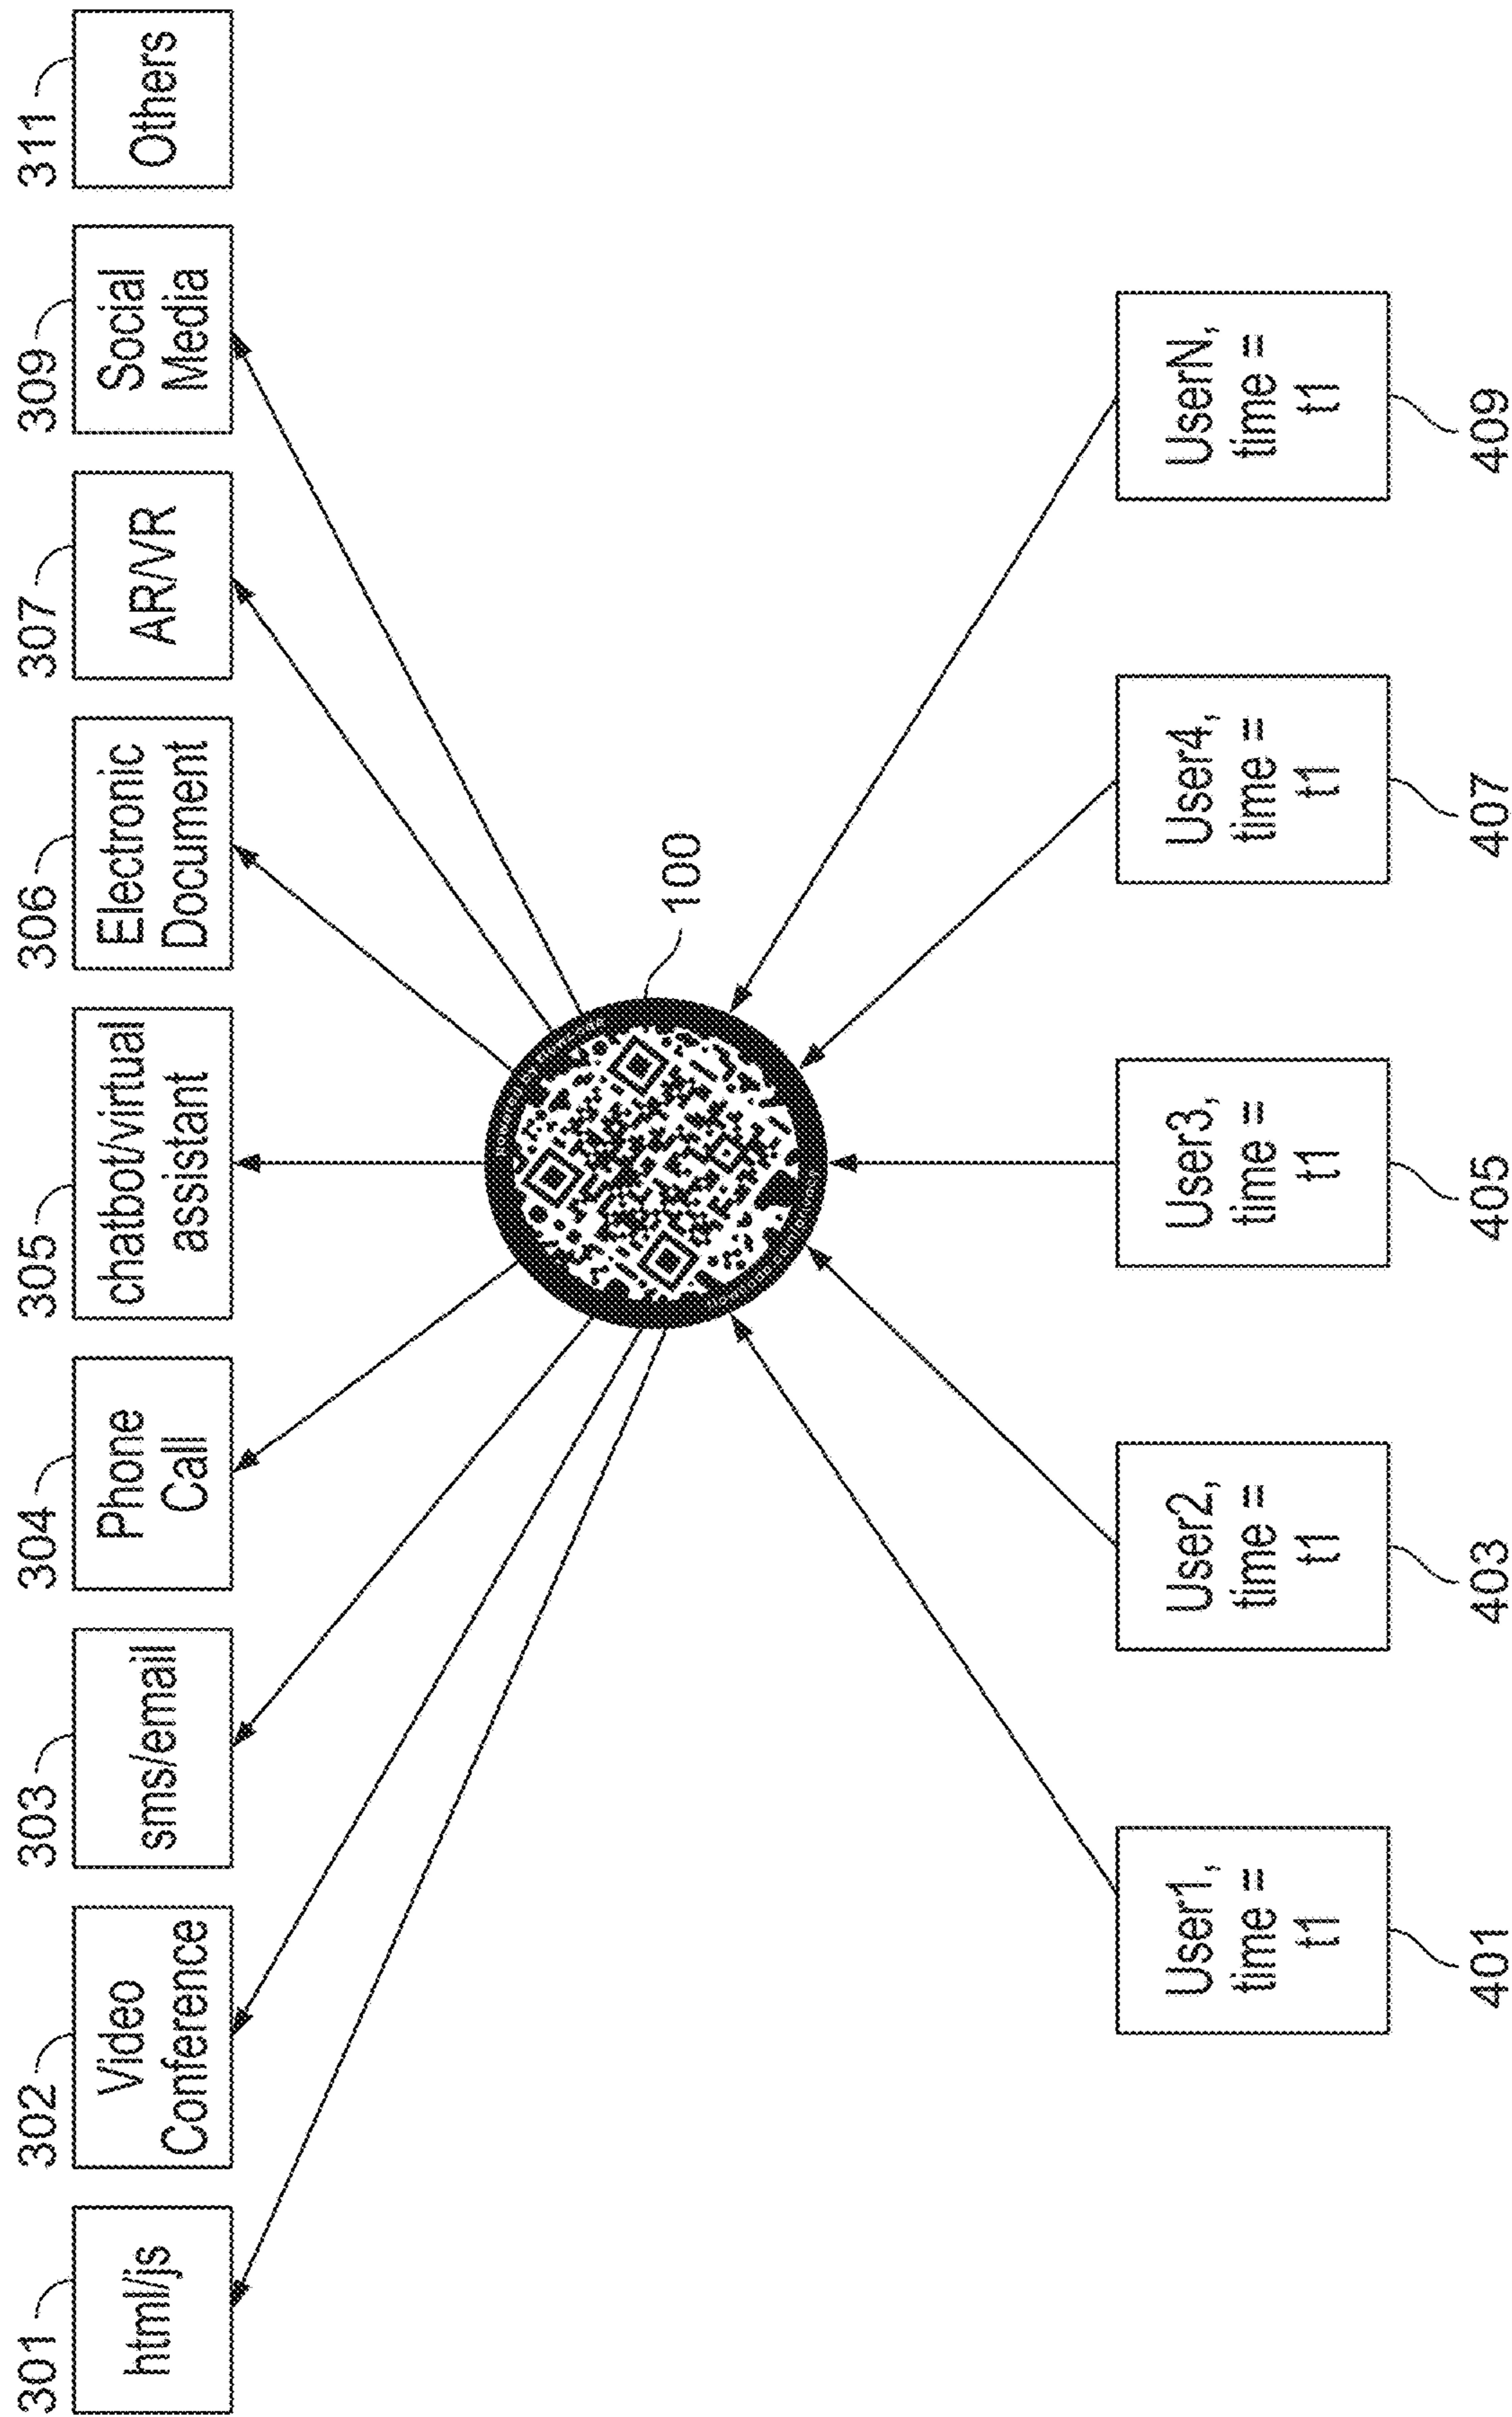 301
302
303
304
305
306
307
309
311
html/js
Video
Conference
sms/email
Phone
Call
chatbot/virtual
assistant
Electronic
Document
AR/VR
Social
Media
Others
100
User1,
time =
t1
User2,
time =
t1
User3,
time =
t1
User4,
time =
t1
UserN,
time =
t1
401
403
405
407
409